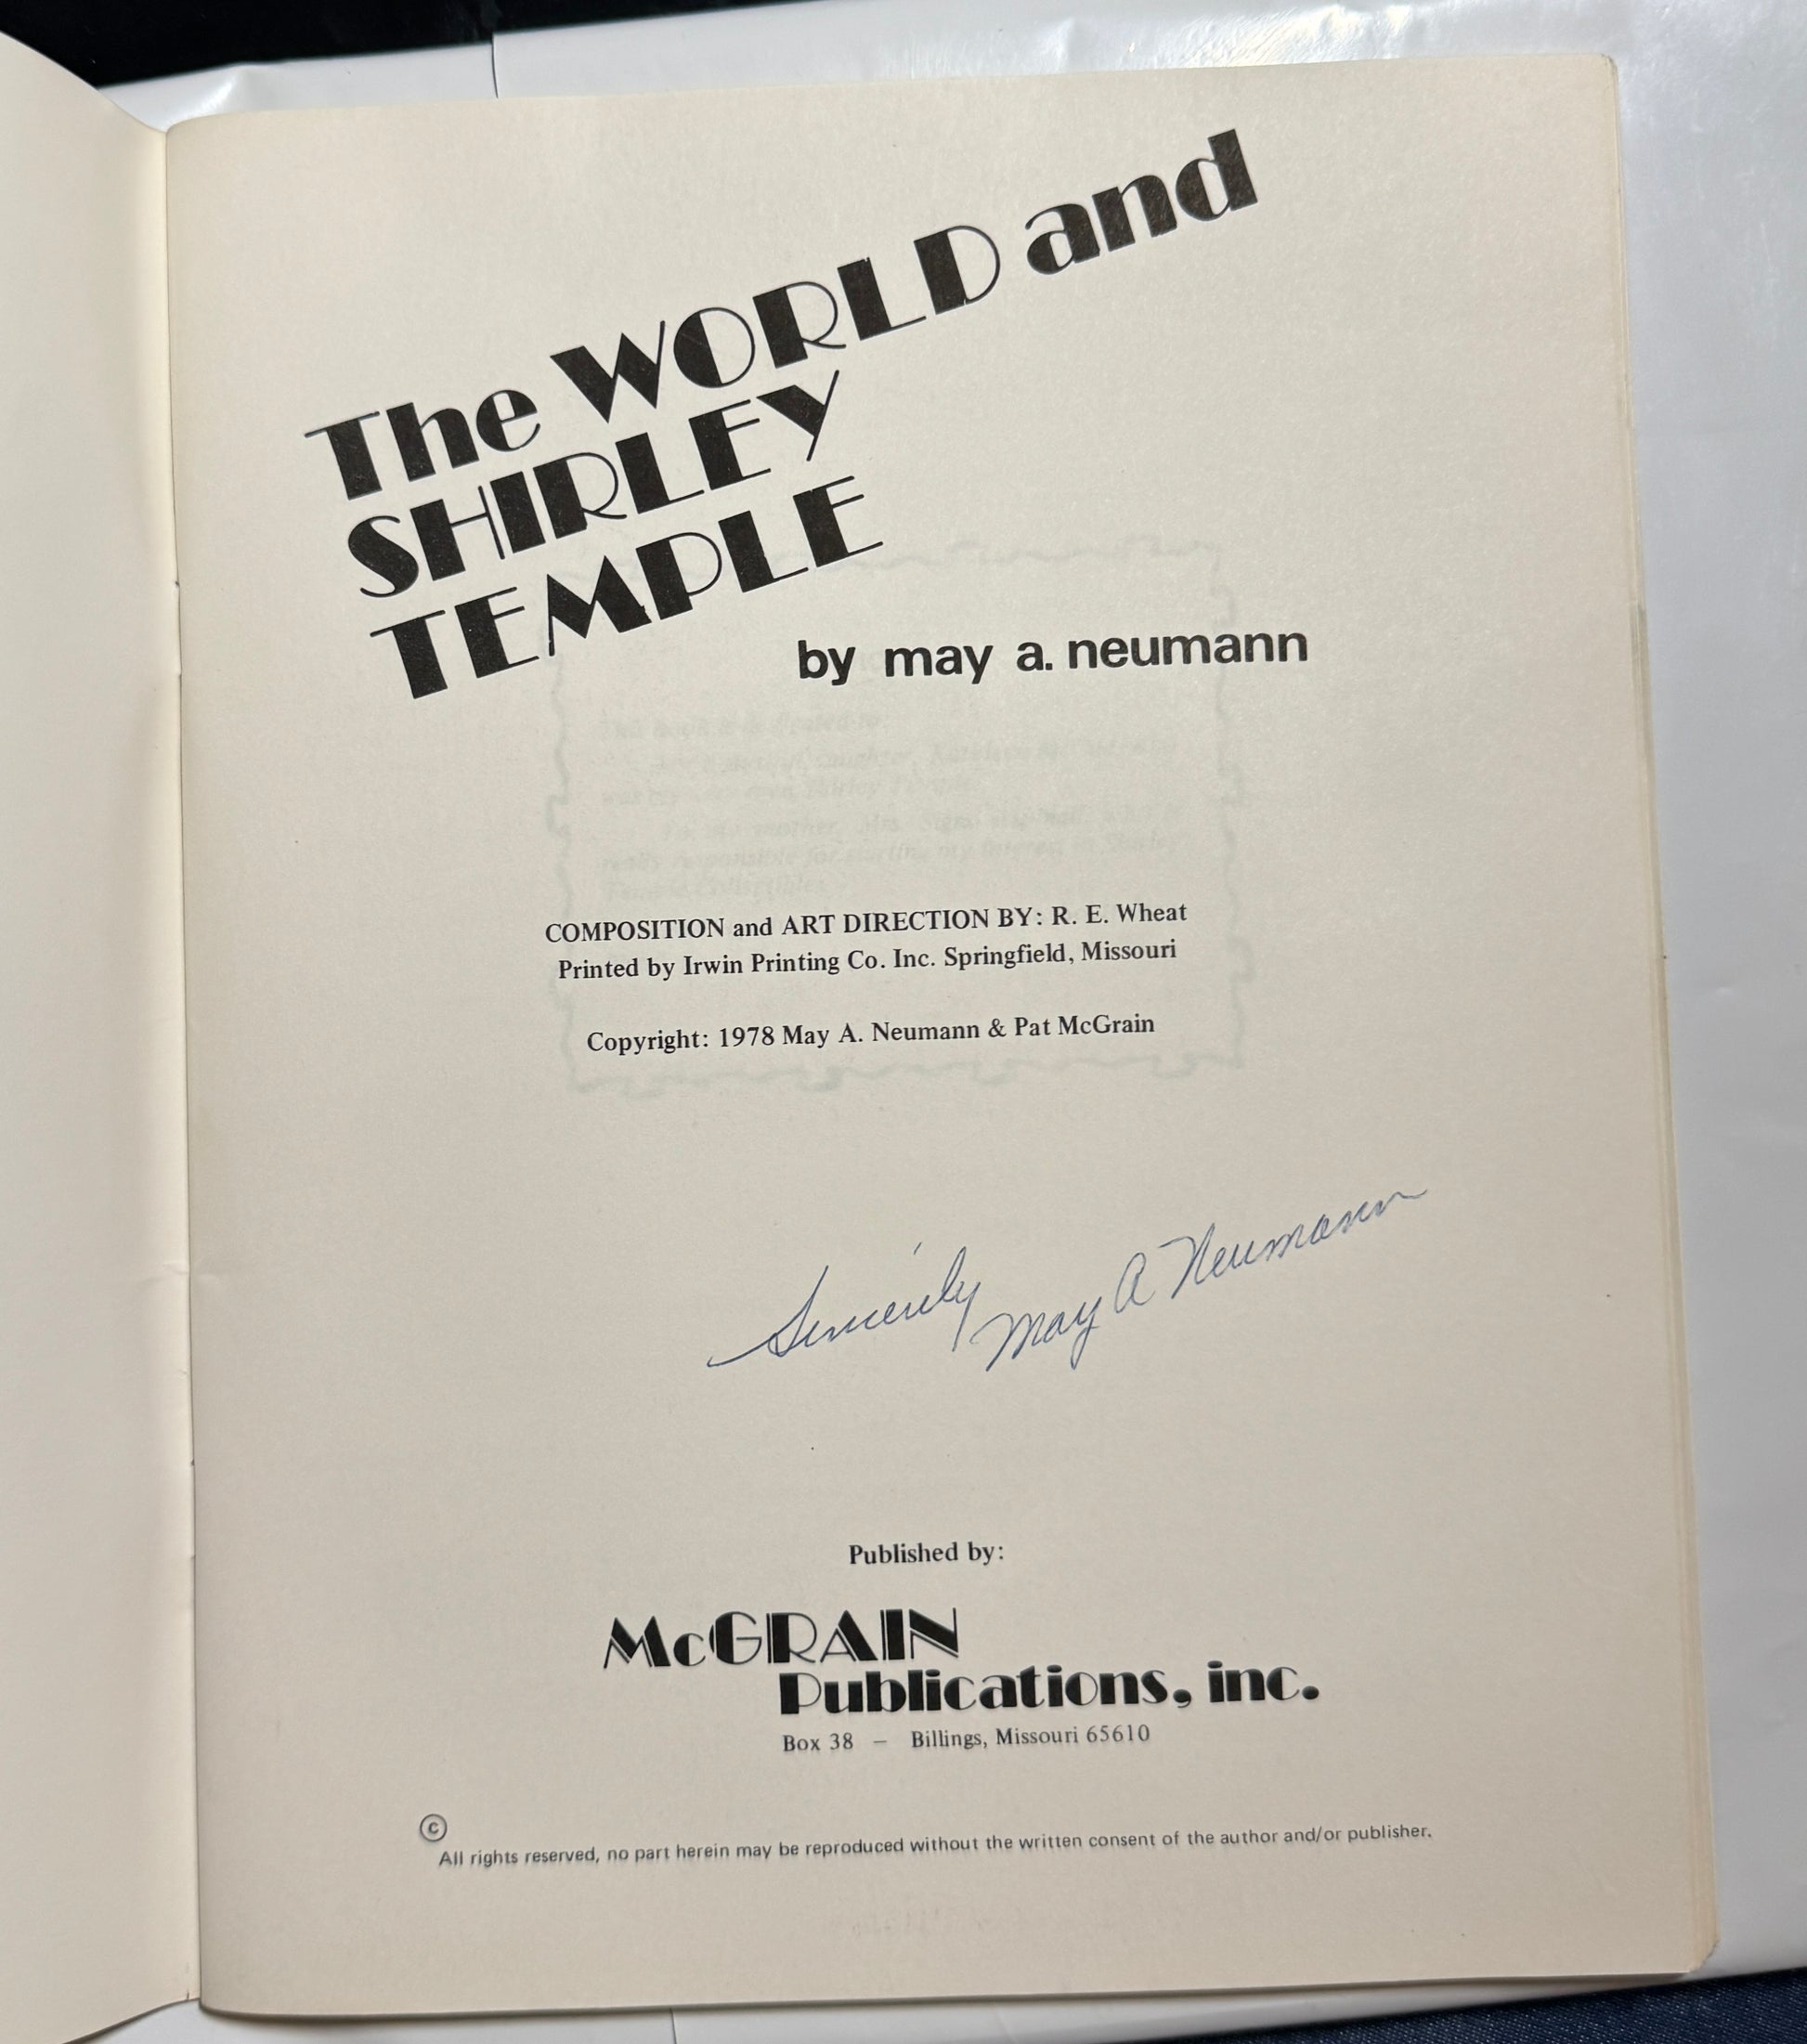 The WORLD and
SHIRLEY
TEMPLE
by may a. neumann
COMPOSITION and ART DIRECTION BY: R. E. Wheat
Printed by Irwin Printing Co. Inc. Springfield, Missouri
Copyright: 1978 May A. Neumann & Pat McGrain
Sincerely May A Neumann
Published by:
McGRAIN
Publications, inc.
Box 38 – Billings, Missouri 65610
©
All rights reserved, no part herein may be reproduced without the written consent of the author and/or publisher.